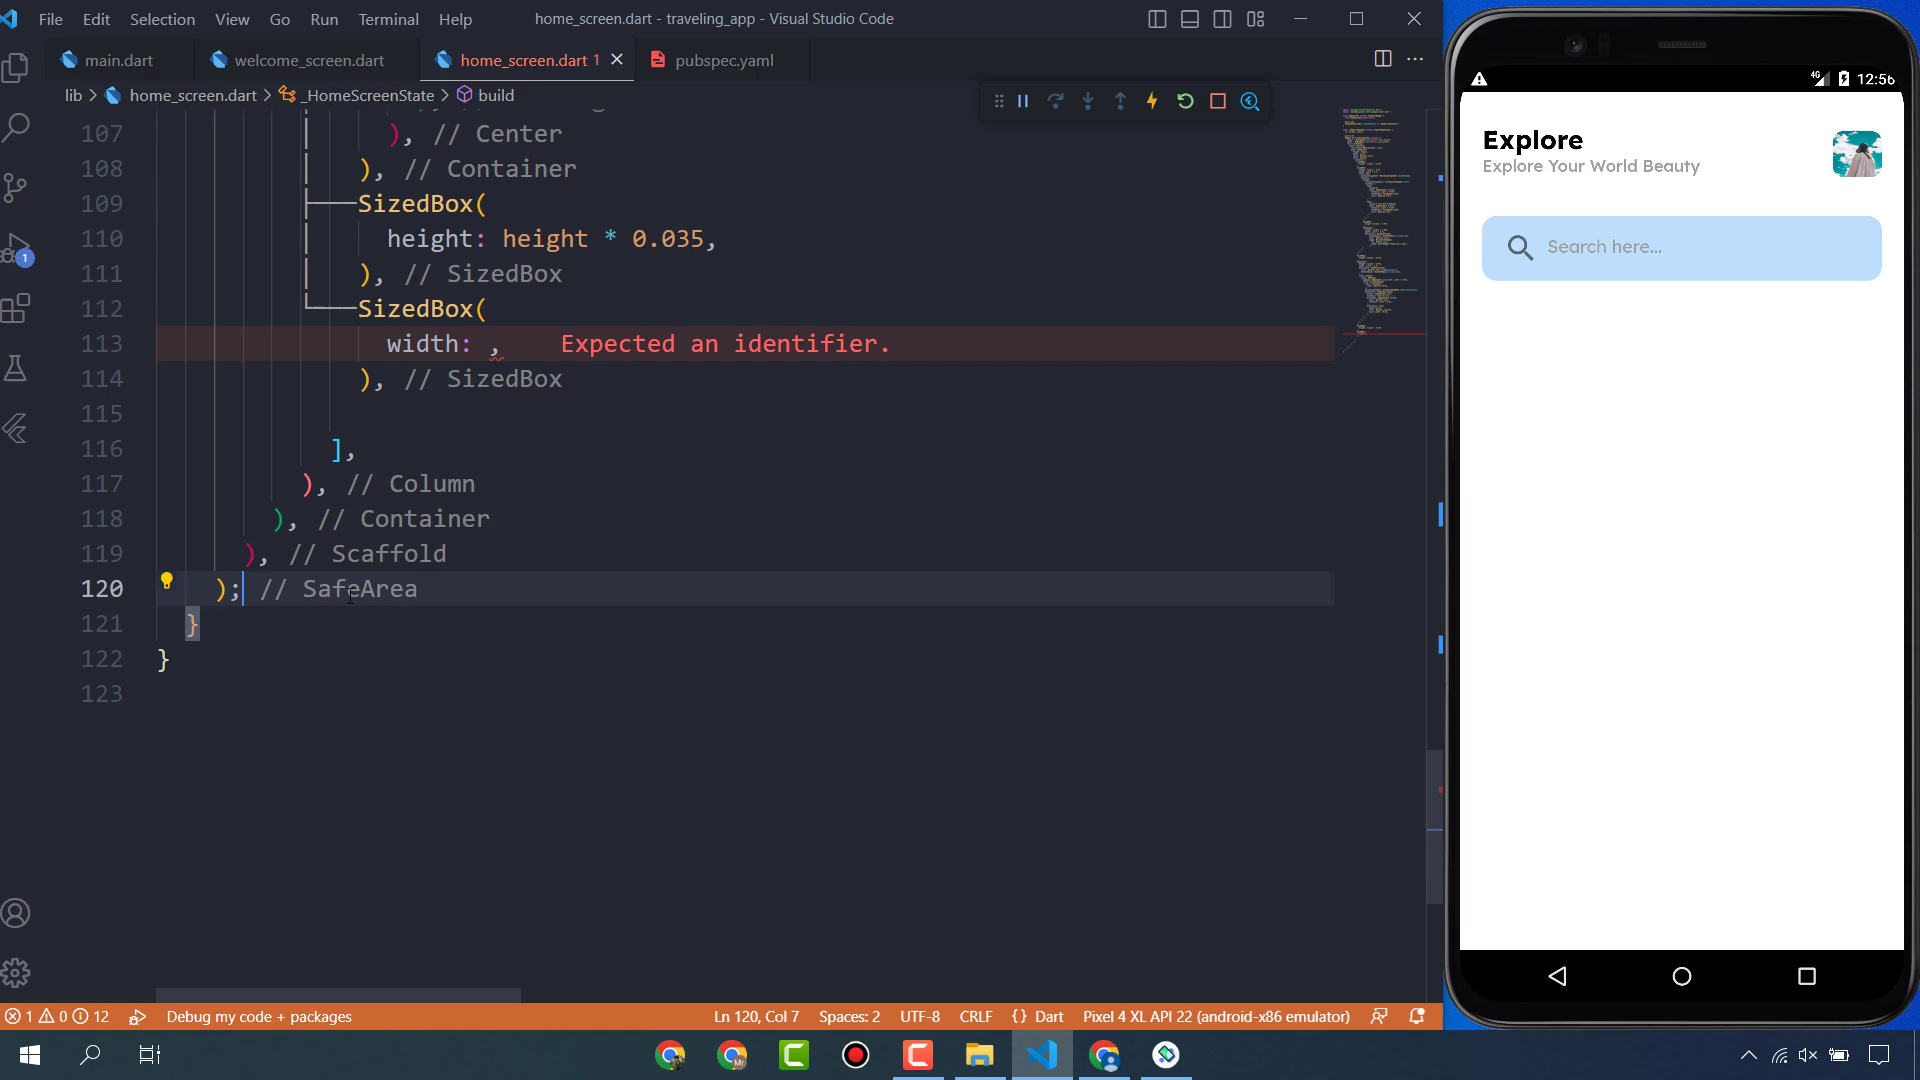 File Edit Selection View Go Run Terminal Help
home_screen.dart - traveling_app - Visual Studio Code
main.dart
welcome_screen.dart
home_screen.dart 1
pubspec.yaml
lib > home_screen.dart > _HomeScreenState > build
107 ), // Center
108 ), // Container
109 SizedBox(
110 height: height * 0.035,
111 ), // SizedBox
112 SizedBox(
113 width: , Expected an identifier.
114 ), // SizedBox
115
116 ],
117 ), // Column
118 ), // Container
119 ), // Scaffold
120 ); // SafeArea
121 }
122 }
123
1
1 0 12 Debug my code + packages
Ln 120, Col 7 Spaces: 2 UTF-8 CRLF {} Dart Pixel 4 XL API 22 (android-x86 emulator)
4G 12:56
Explore
Explore Your World Beauty
Search here...